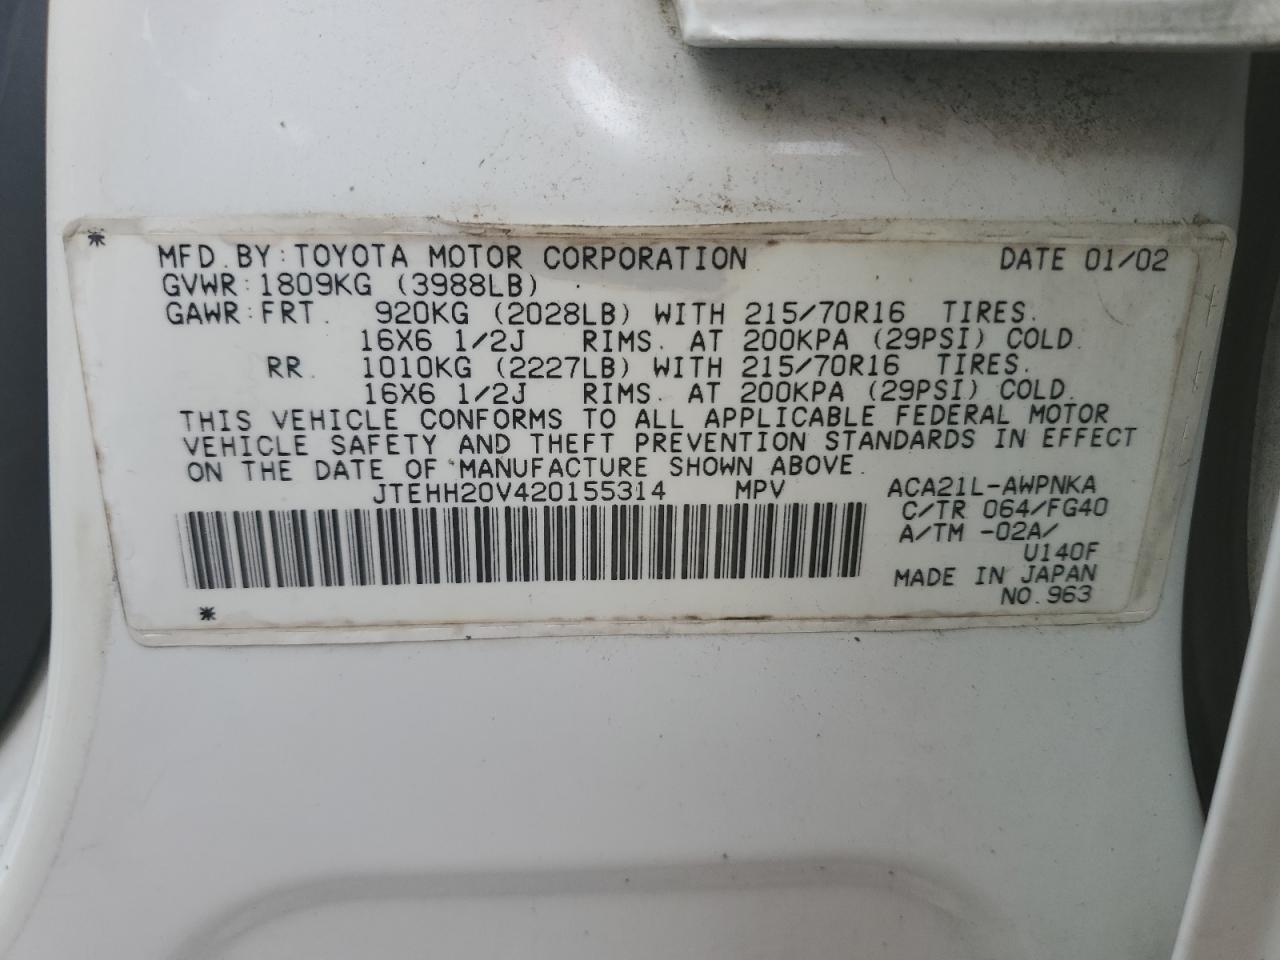 MFD. BY: TOYOTA MOTOR CORPORATION DATE 01/02
GVWR: 1809KG (3988LB)
GAWR: FRT. 920KG (2028LB) WITH 215/70R16 TIRES.
16X6 1/2J RIMS. AT 200KPA (29PSI) COLD.
RR. 1010KG (2227LB) WITH 215/70R16 TIRES.
16X6 1/2J RIMS. AT 200KPA (29PSI) COLD.
THIS VEHICLE CONFORMS TO ALL APPLICABLE FEDERAL MOTOR
VEHICLE SAFETY AND THEFT PREVENTION STANDARDS IN EFFECT
ON THE DATE OF MANUFACTURE SHOWN ABOVE.
JTEHH20V420155314 MPV ACA21L-AWPNKA
C/TR 064/FG40
A/TM -02A/
U140F
MADE IN JAPAN
NO.963